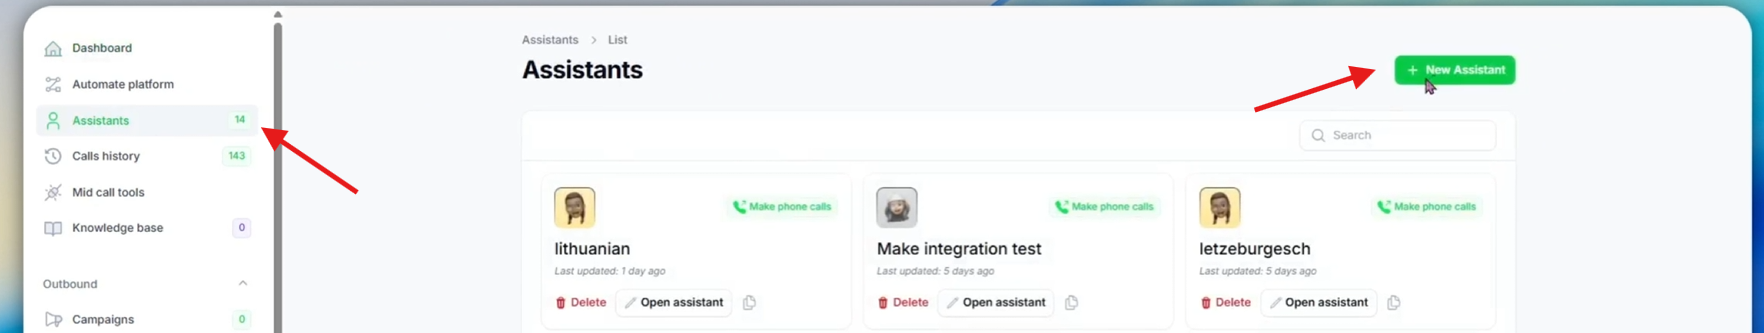 Dashboard
Automate platform
Assistants 14
Calls history 143
Mid call tools
Knowledge base 0
Outbound
Campaigns 0
Assistants > List
Assistants
+ New Assistant
Search
Make phone calls
lithuanian
Last updated: 1 day ago
Delete Open assistant
Make phone calls
Make integration test
Last updated: 5 days ago
Delete Open assistant
Make phone calls
letzeburgesch
Last updated: 5 days ago
Delete Open assistant